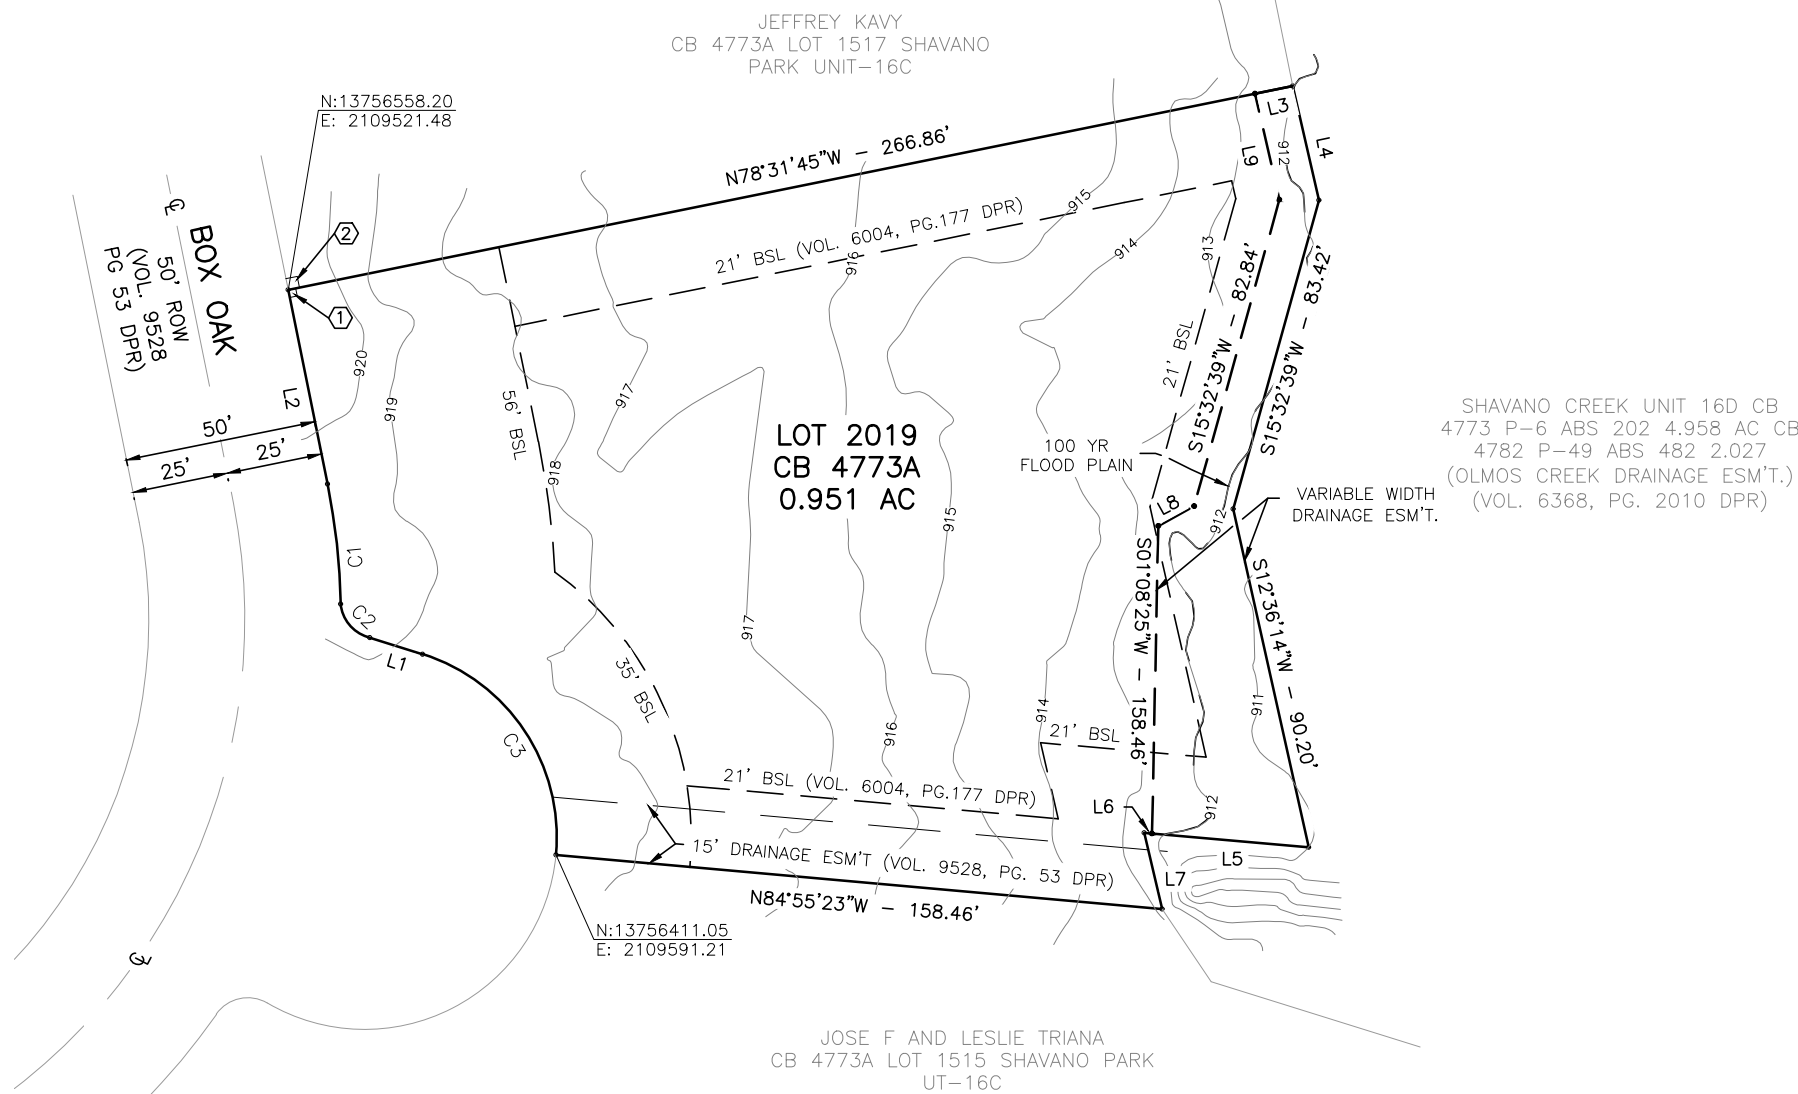 JEFFREY KAVY
CB 4773A LOT 1517 SHAVANO
PARK UNIT-16C
N:13756558.20
E: 2109521.48
N78°31'45"W - 266.86'
L3
L4
L9
912
℄
BOX OAK
50' ROW
(VOL. 9528
PG 53 DPR)
2
1
21' BSL (VOL. 6004, PG.177 DPR)
915
914
913
916
920
919
917
918
L2
50'
25'
25'
56' BSL
21' BSL
S15°32'39"W - 82.84'
S15°32'39"W - 83.42'
LOT 2019
CB 4773A
0.951 AC
100 YR
FLOOD PLAIN
SHAVANO CREEK UNIT 16D CB
4773 P-6 ABS 202 4.958 AC CB
4782 P-49 ABS 482 2.027
(OLMOS CREEK DRAINAGE ESM'T.)
(VOL. 6368, PG. 2010 DPR)
VARIABLE WIDTH
DRAINAGE ESM'T.
L8
912
915
C1
C2
L1
S01°08'25"W - 158.46'
S12°36'14"W - 90.20'
917
35' BSL
916
914
911
C3
21' BSL
21' BSL (VOL. 6004, PG.177 DPR)
L6
912
15' DRAINAGE ESM'T (VOL. 9528, PG. 53 DPR)
L5
L7
N84°55'23"W - 158.46'
N:13756411.05
E: 2109591.21
℄
JOSE F AND LESLIE TRIANA
CB 4773A LOT 1515 SHAVANO PARK
UT-16C